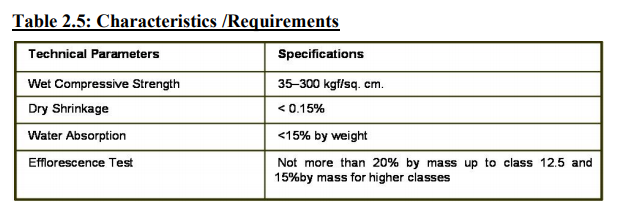 Table 2.5: Characteristics /Requirements
Technical Parameters Specifications
Wet Compressive Strength 35–300 kgf/sq. cm.
Dry Shrinkage < 0.15%
Water Absorption <15% by weight
Efflorescence Test Not more than 20% by mass up to class 12.5 and
15%by mass for higher classes